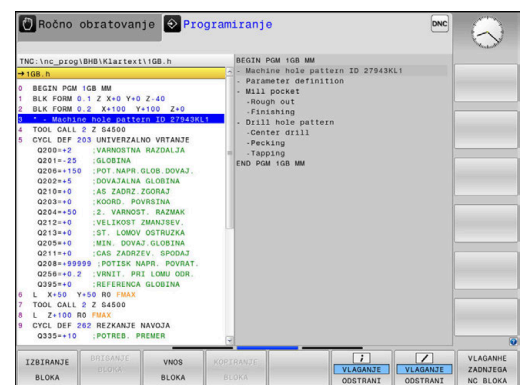 Ročno obratovanje
Programiranje
DNC
TNC:\nc_prog\BHB\Klartext\1GB.h
→1GB.h
0 BEGIN PGM 1GB MM
1 BLK FORM 0.1 Z X+0 Y+0 Z-40
2 BLK FORM 0.2 X+100 Y+100 Z+0
3 * - Machine hole pattern ID 27943KL1
4 TOOL CALL 2 Z S4500
5 CYCL DEF 203 UNIVERZALNO VRTANJE
Q200=+2 ;VARNOSTNA RAZDALJA
Q201=-25 ;GLOBINA
Q206=+150 ;POT.NAPR.GLOB.DOVAJ.
Q202=+5 ;DOVAJALNA GLOBINA
Q210=+0 ;AS ZADRZ.ZGORAJ
Q203=+0 ;KOORD. POVRSINA
Q204=+50 ;2. VARNOST. RAZMAK
Q212=+0 ;VELIKOST ZMANJSEV.
Q213=+0 ;ST. LOMOV OSTRUZKA
Q205=+0 ;MIN. DOVAJ.GLOBINA
Q211=+0 ;CAS ZADRZEV. SPODAJ
Q208=+99999 ;POTISK NAPR. POVRAT.
Q256=+0.2 ;VRNIT. PRI LOMU ODR.
Q395=+0 ;REFERENCA GLOBINA
6 L X+50 Y+50 R0 FMAX
7 TOOL CALL 2 Z S4500
8 L Z+100 R0 FMAX
9 CYCL DEF 262 REZKANJE NAVOJA
Q335=+10 ;POTREB. PREMER
BEGIN PGM 1GB MM
- Machine hole pattern ID 27943KL1
- Parameter definition
- Mill pocket
-Rough out
-Finishing
- Drill hole pattern
-Center drill
-Pecking
-Tapping
END PGM 1GB MM
IZBIRANJE
BLOKA
BRISANJE
BLOKA
VNOS
BLOKA
KOPIRANJE
BLOKA
;
VLAGANJE
ODSTRANI
/
VLAGANJE
ODSTRANI
VLAGANHE
ZADNJEGA
NC BLOKA